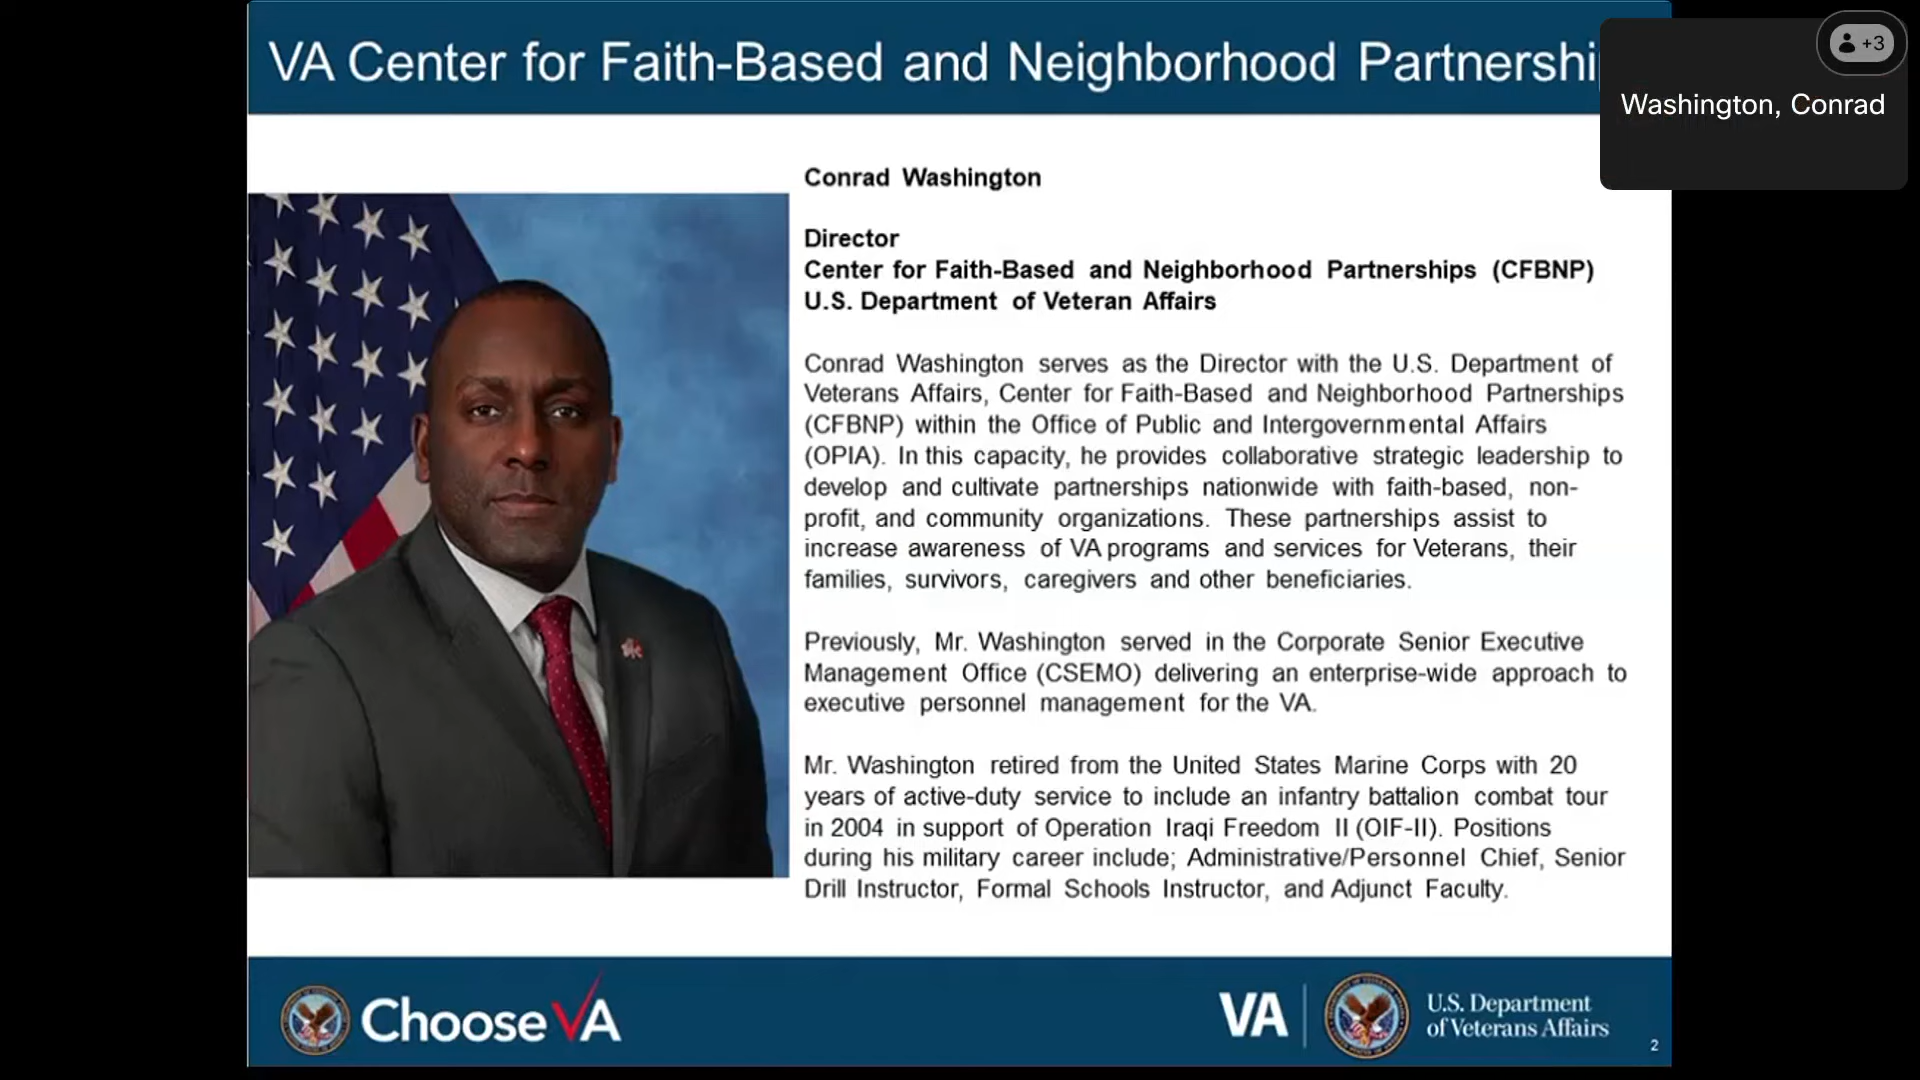 VA Center for Faith-Based and Neighborhood Partnershi
+3
Washington, Conrad
Conrad Washington
Director
Center for Faith-Based and Neighborhood Partnerships (CFBNP)
U.S. Department of Veteran Affairs
Conrad Washington serves as the Director with the U.S. Department of
Veterans Affairs, Center for Faith-Based and Neighborhood Partnerships
(CFBNP) within the Office of Public and Intergovernmental Affairs
(OPIA). In this capacity, he provides collaborative strategic leadership to
develop and cultivate partnerships nationwide with faith-based, non-
profit, and community organizations. These partnerships assist to
increase awareness of VA programs and services for Veterans, their
families, survivors, caregivers and other beneficiaries.
Previously, Mr. Washington served in the Corporate Senior Executive
Management Office (CSEMO) delivering an enterprise-wide approach to
executive personnel management for the VA.
Mr. Washington retired from the United States Marine Corps with 20
years of active-duty service to include an infantry battalion combat tour
in 2004 in support of Operation Iraqi Freedom II (OIF-II). Positions
during his military career include; Administrative/Personnel Chief, Senior
Drill Instructor, Formal Schools Instructor, and Adjunct Faculty.
Choose VA
VA
U.S. Department
of Veterans Affairs
2